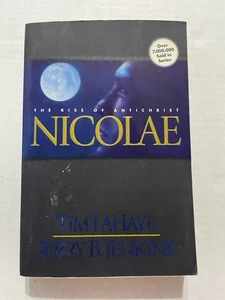 Over
7,000,000
Sold in
Series
THE RISE OF ANTICHRIST
NICOLAE
TIM LAHAYE
JERRY B. JENKINS